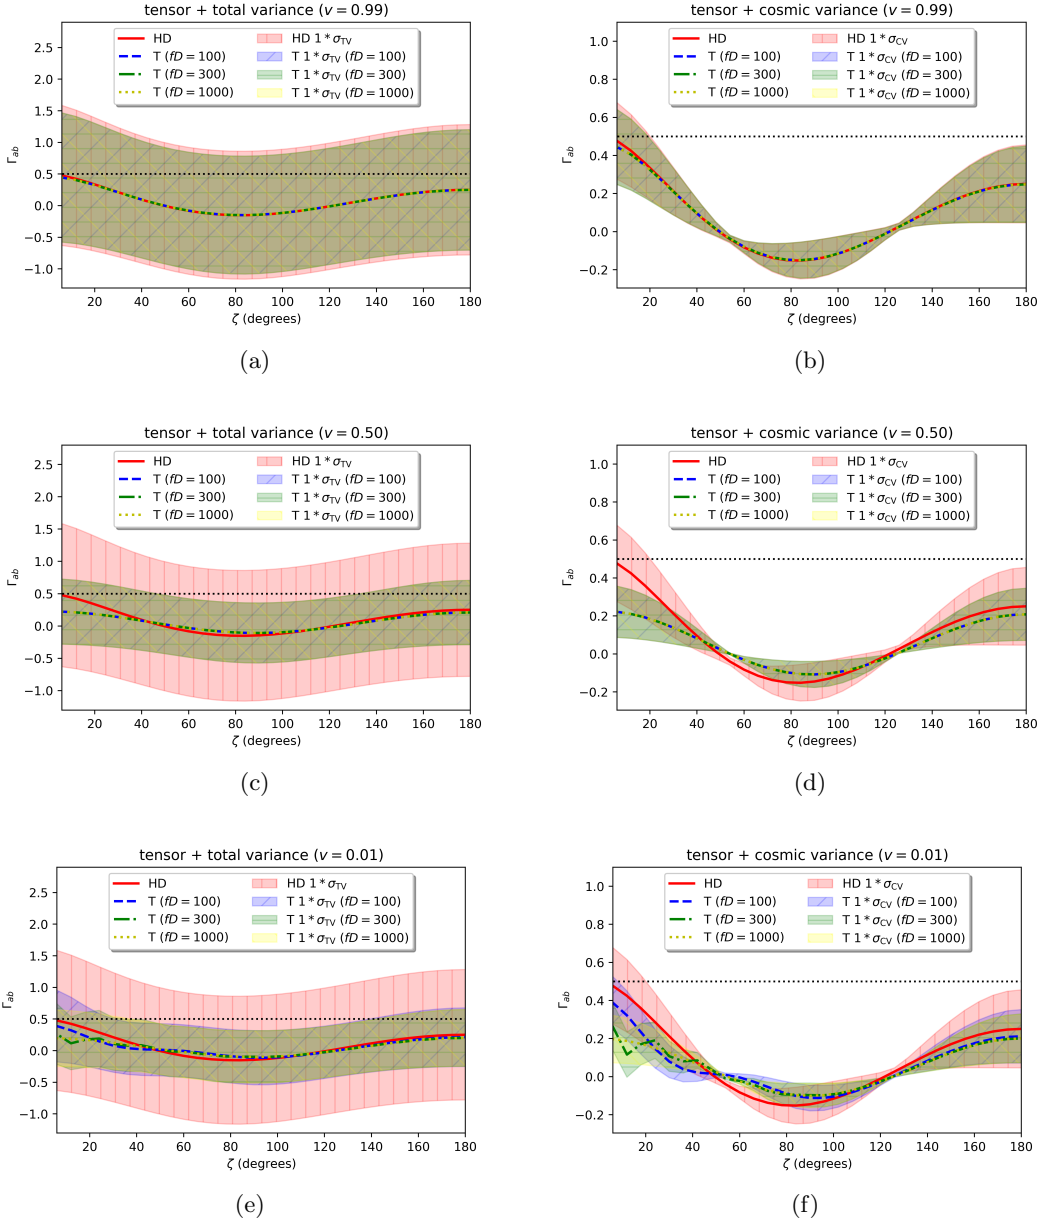 tensor + total variance (v = 0.99)
HD
T (fD = 100)
T (fD = 300)
T (fD = 1000)
HD 1 * σTV
T 1 * σTV (fD = 100)
T 1 * σTV (fD = 300)
T 1 * σTV (fD = 1000)
Γab
2.5
2.0
1.5
1.0
0.5
0.0
−0.5
−1.0
20 40 60 80 100 120 140 160 180
ζ (degrees)
(a)
tensor + cosmic variance (v = 0.99)
HD
T (fD = 100)
T (fD = 300)
T (fD = 1000)
HD 1 * σCV
T 1 * σCV (fD = 100)
T 1 * σCV (fD = 300)
T 1 * σCV (fD = 1000)
Γab
1.0
0.8
0.6
0.4
0.2
0.0
−0.2
20 40 60 80 100 120 140 160 180
ζ (degrees)
(b)
tensor + total variance (v = 0.50)
HD
T (fD = 100)
T (fD = 300)
T (fD = 1000)
HD 1 * σTV
T 1 * σTV (fD = 100)
T 1 * σTV (fD = 300)
T 1 * σTV (fD = 1000)
Γab
2.5
2.0
1.5
1.0
0.5
0.0
−0.5
−1.0
20 40 60 80 100 120 140 160 180
ζ (degrees)
(c)
tensor + cosmic variance (v = 0.50)
HD
T (fD = 100)
T (fD = 300)
T (fD = 1000)
HD 1 * σCV
T 1 * σCV (fD = 100)
T 1 * σCV (fD = 300)
T 1 * σCV (fD = 1000)
Γab
1.0
0.8
0.6
0.4
0.2
0.0
−0.2
20 40 60 80 100 120 140 160 180
ζ (degrees)
(d)
tensor + total variance (v = 0.01)
HD
T (fD = 100)
T (fD = 300)
T (fD = 1000)
HD 1 * σTV
T 1 * σTV (fD = 100)
T 1 * σTV (fD = 300)
T 1 * σTV (fD = 1000)
Γab
2.5
2.0
1.5
1.0
0.5
0.0
−0.5
−1.0
20 40 60 80 100 120 140 160 180
ζ (degrees)
(e)
tensor + cosmic variance (v = 0.01)
HD
T (fD = 100)
T (fD = 300)
T (fD = 1000)
HD 1 * σCV
T 1 * σCV (fD = 100)
T 1 * σCV (fD = 300)
T 1 * σCV (fD = 1000)
Γab
1.0
0.8
0.6
0.4
0.2
0.0
−0.2
20 40 60 80 100 120 140 160 180
ζ (degrees)
(f)